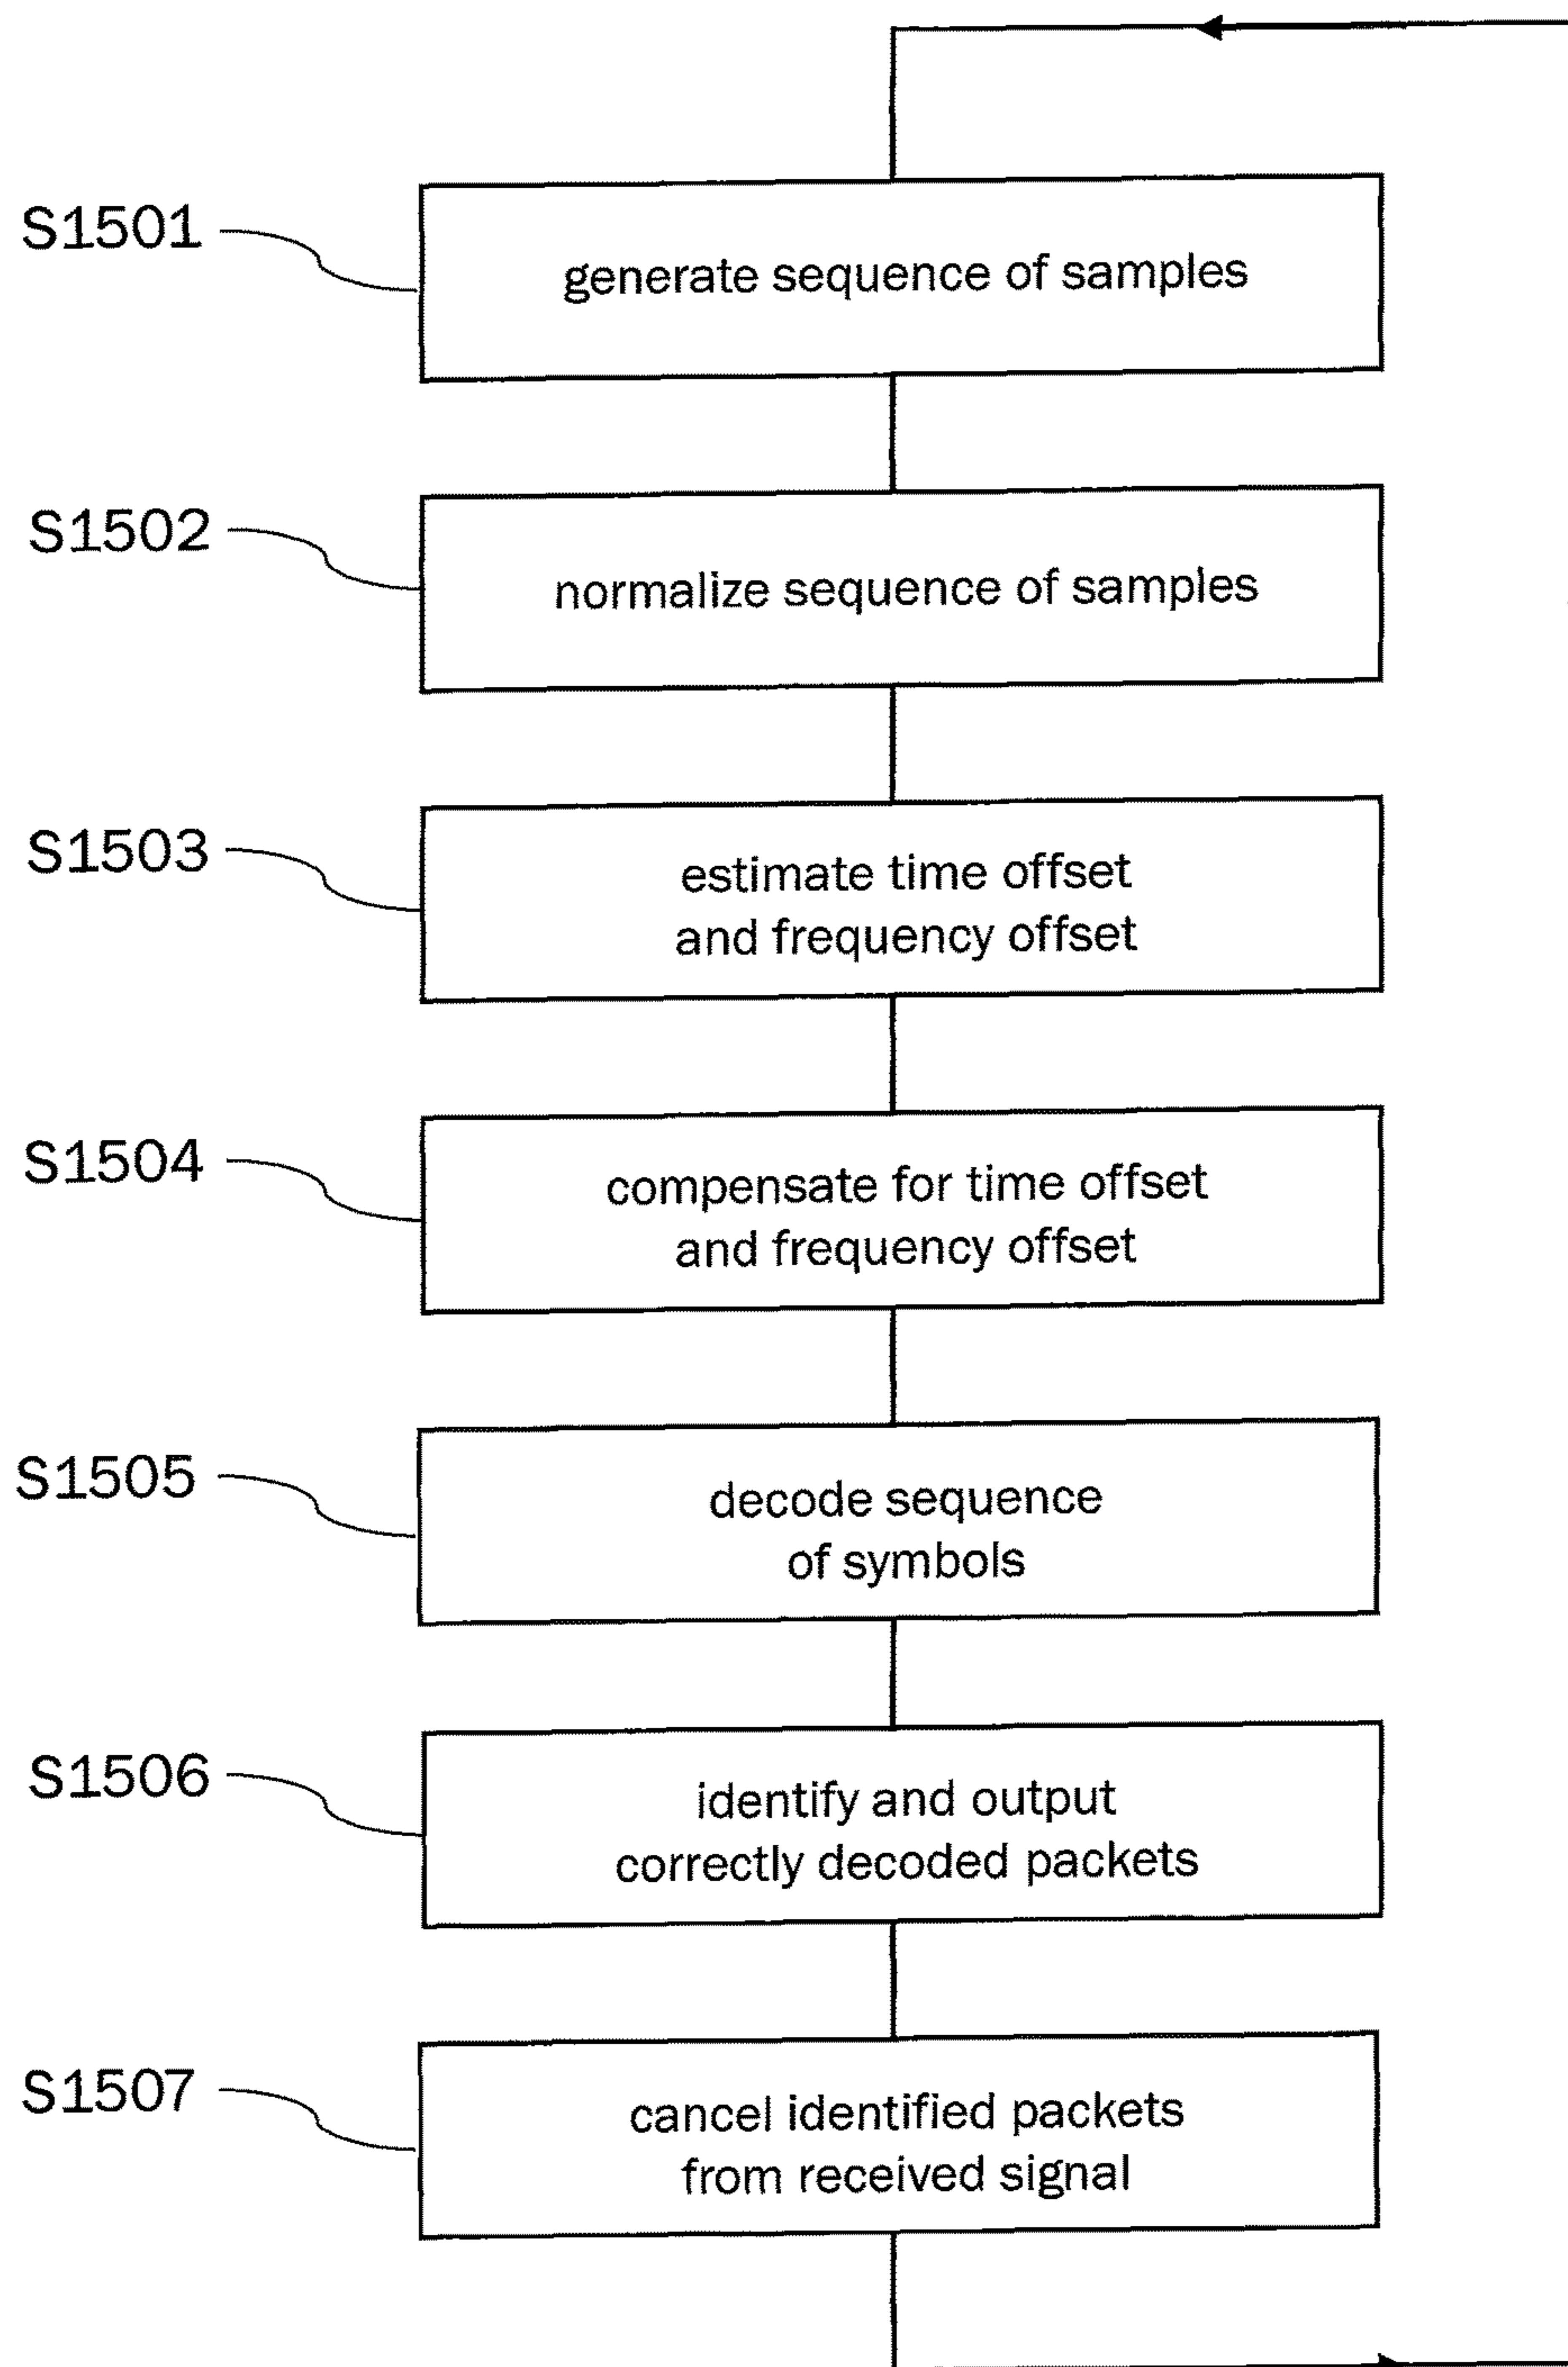 S1501
generate sequence of samples
S1502
normalize sequence of samples
S1503
estimate time offset
and frequency offset
S1504
compensate for time offset
and frequency offset
S1505
decode sequence
of symbols
S1506
identify and output
correctly decoded packets
S1507
cancel identified packets
from received signal